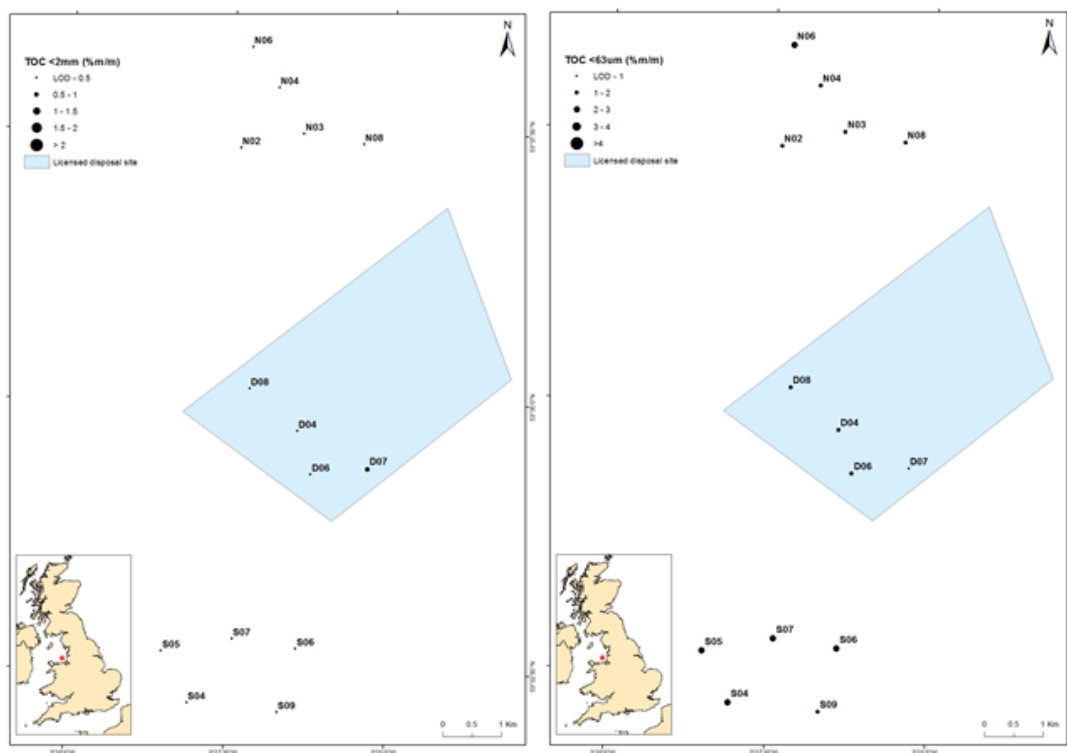 N
TOC <2mm (%m/m)
LOD - 0.5
0.5 - 1
1 - 1.5
1.5 - 2
> 2
Licensed disposal site
N06
N04
N03
N02
N08
D08
D04
D06
D07
S05
S07
S06
S04
S09
0 0.5 1 Km
N
TOC <63um (%m/m)
LOD - 1
1 - 2
2 - 3
3 - 4
>4
Licensed disposal site
N06
N04
N03
N02
N08
D08
D04
D06
D07
S05
S07
S06
S04
S09
0 0.5 1 Km